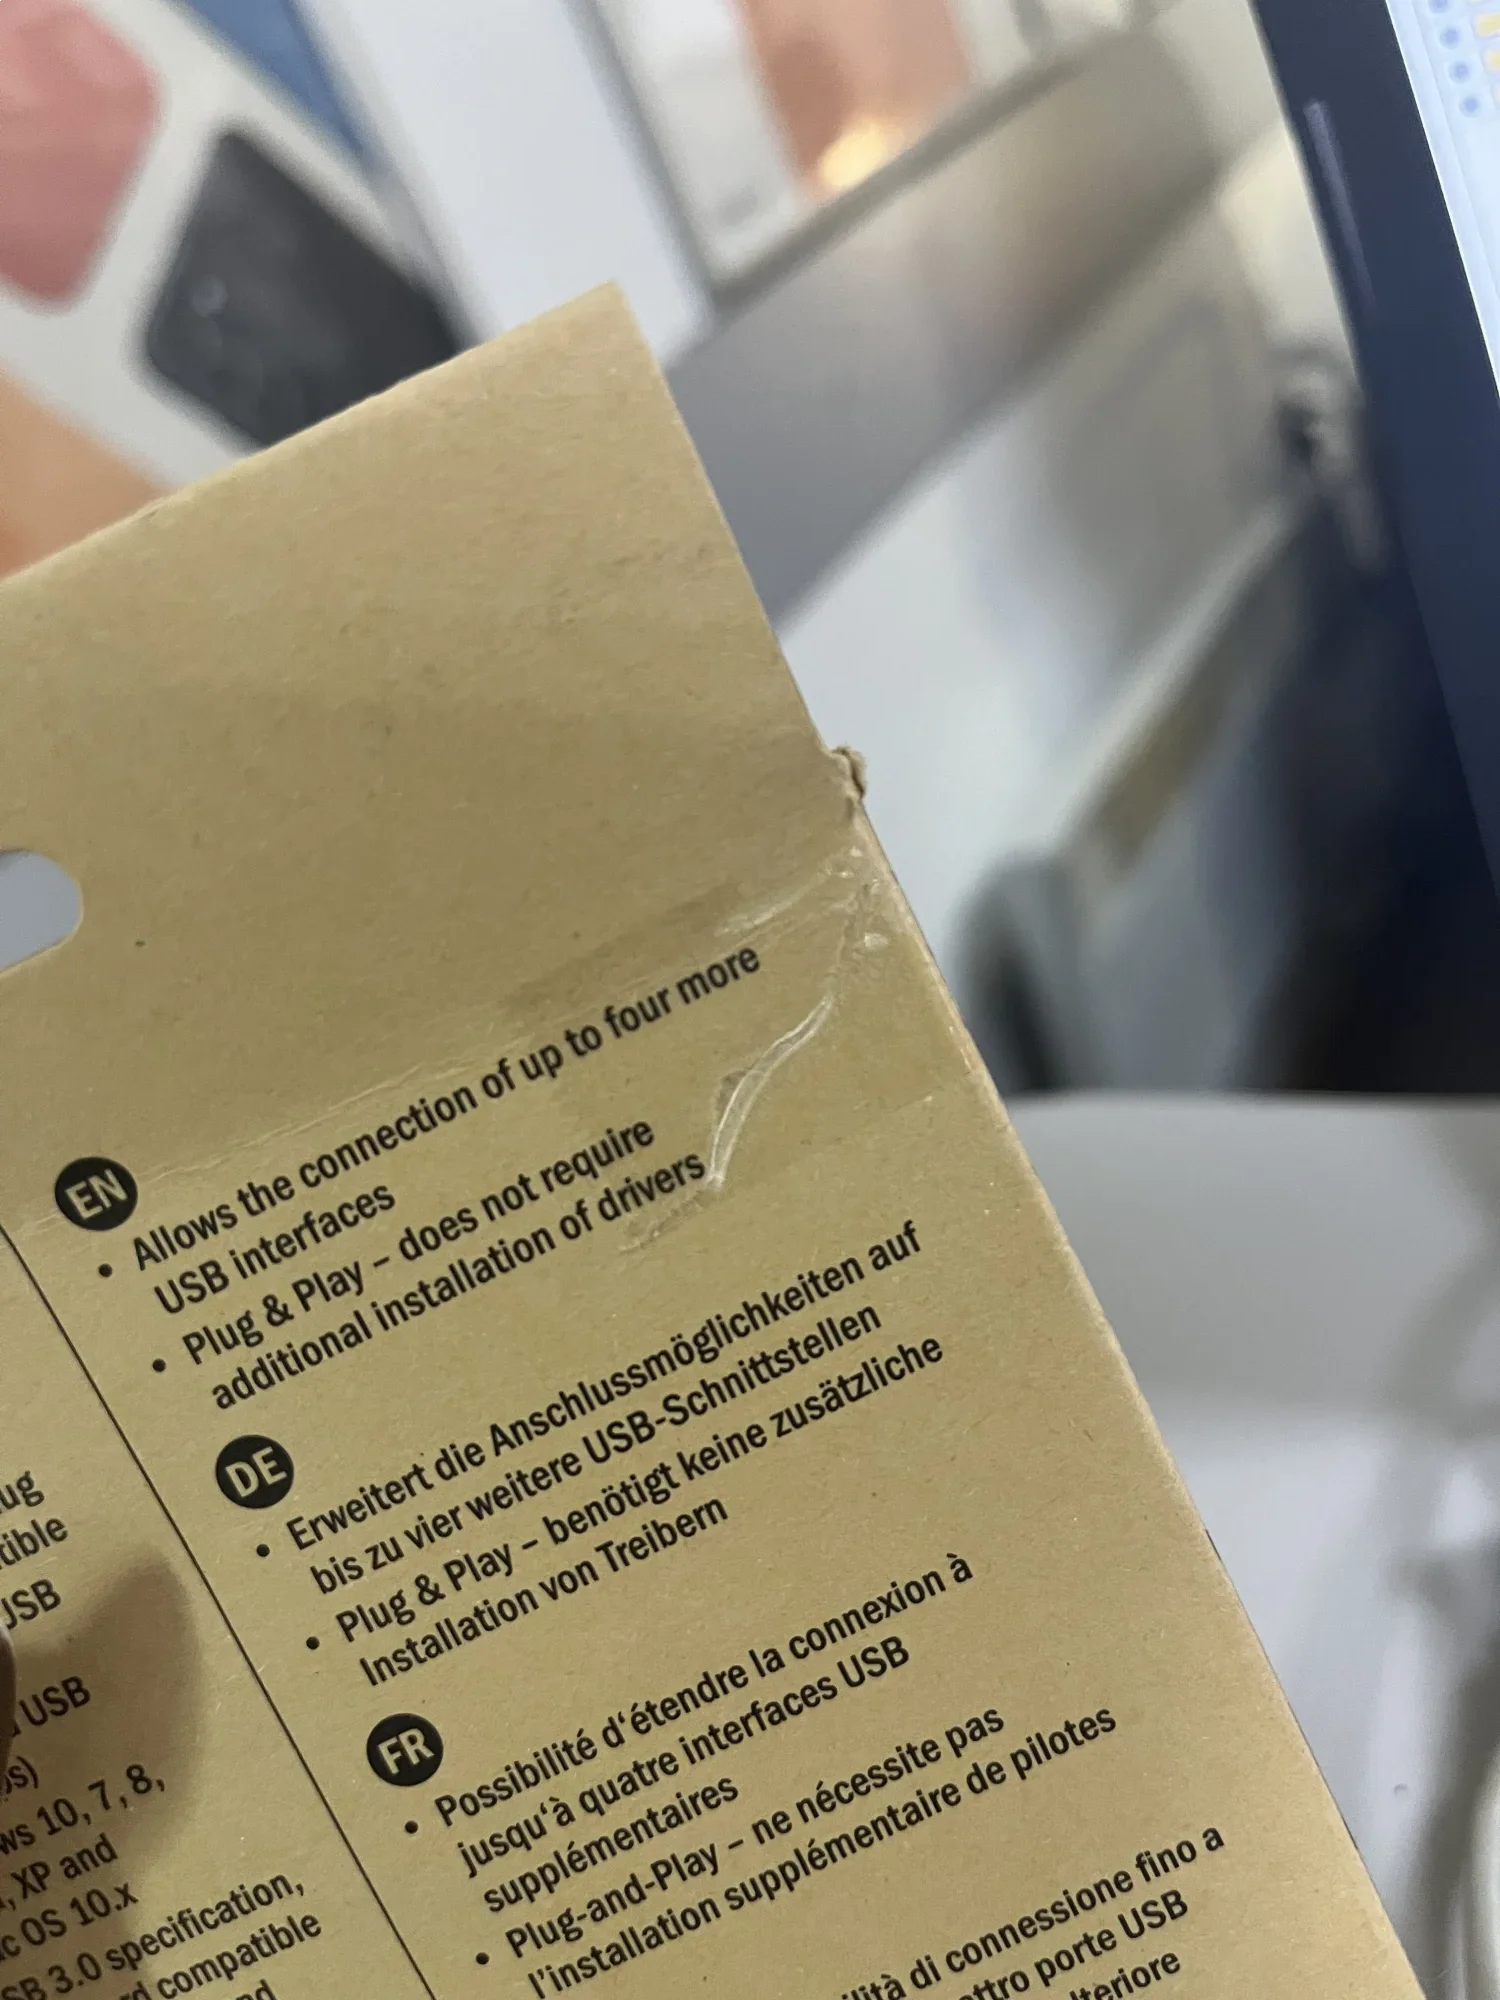 EN
• Allows the connection of up to four more
USB interfaces
• Plug & Play – does not require
additional installation of drivers
DE
• Erweitert die Anschlussmöglichkeiten auf
bis zu vier weitere USB-Schnittstellen
• Plug & Play – benötigt keine zusätzliche
Installation von Treibern
FR
• Possibilité d‘étendre la connexion à
jusqu‘à quatre interfaces USB
supplémentaires
• Plug-and-Play – ne nécessite pas
l’installation supplémentaire de pilotes
di connessione fino a
porte USB
USB
10, 7, 8,
XP and
OS 10.x
3.0 specification,
compatible